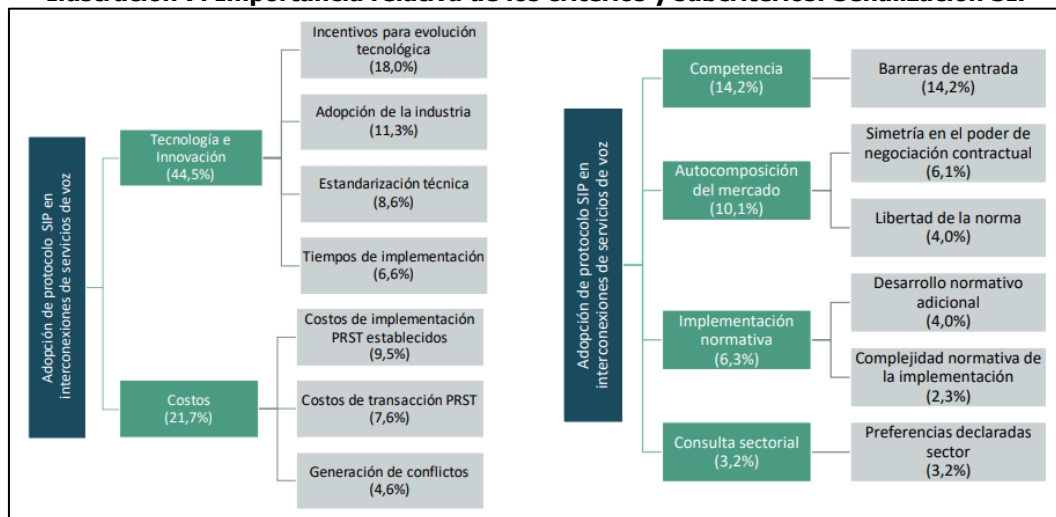 Adopción de protocolo SIP en
interconexiones de servicios de voz
Tecnología e
Innovación
(44,5%)
Incentivos para evolución
tecnológica
(18,0%)
Adopción de la industria
(11,3%)
Estandarización técnica
(8,6%)
Tiempos de implementación
(6,6%)
Costos
(21,7%)
Costos de implementación
PRST establecidos
(9,5%)
Costos de transacción PRST
(7,6%)
Generación de conflictos
(4,6%)
Adopción de protocolo SIP en
interconexiones de servicios de voz
Competencia
(14,2%)
Barreras de entrada
(14,2%)
Autocomposición
del mercado
(10,1%)
Simetría en el poder de
negociación contractual
(6,1%)
Libertad de la norma
(4,0%)
Implementación
normativa
(6,3%)
Desarrollo normativo
adicional
(4,0%)
Complejidad normativa de
la implementación
(2,3%)
Consulta sectorial
(3,2%)
Preferencias declaradas
sector
(3,2%)